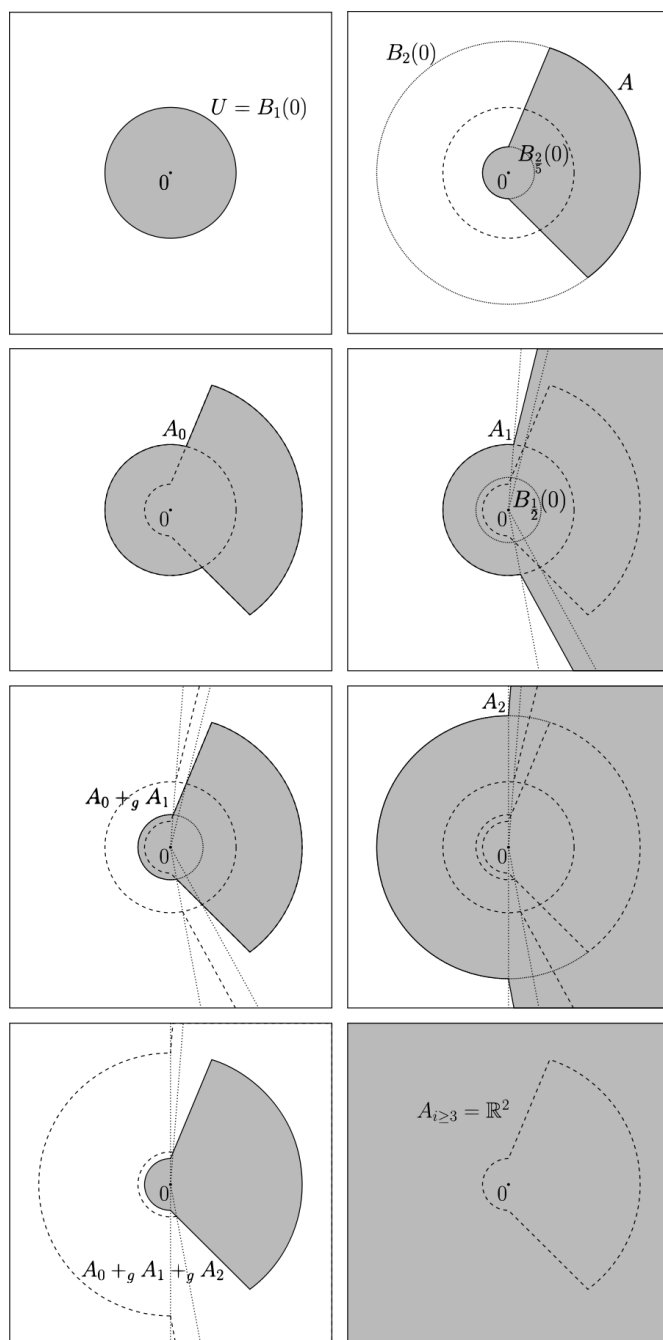 U = B₁(0)
0
B₂(0)
A
B_{2/5}(0)
0
A₀
0
A₁
B_{1/2}(0)
0
A₀ +_g A₁
0
A₂
0
0
A₀ +_g A₁ +_g A₂
A_{i≥3} = ℝ²
0